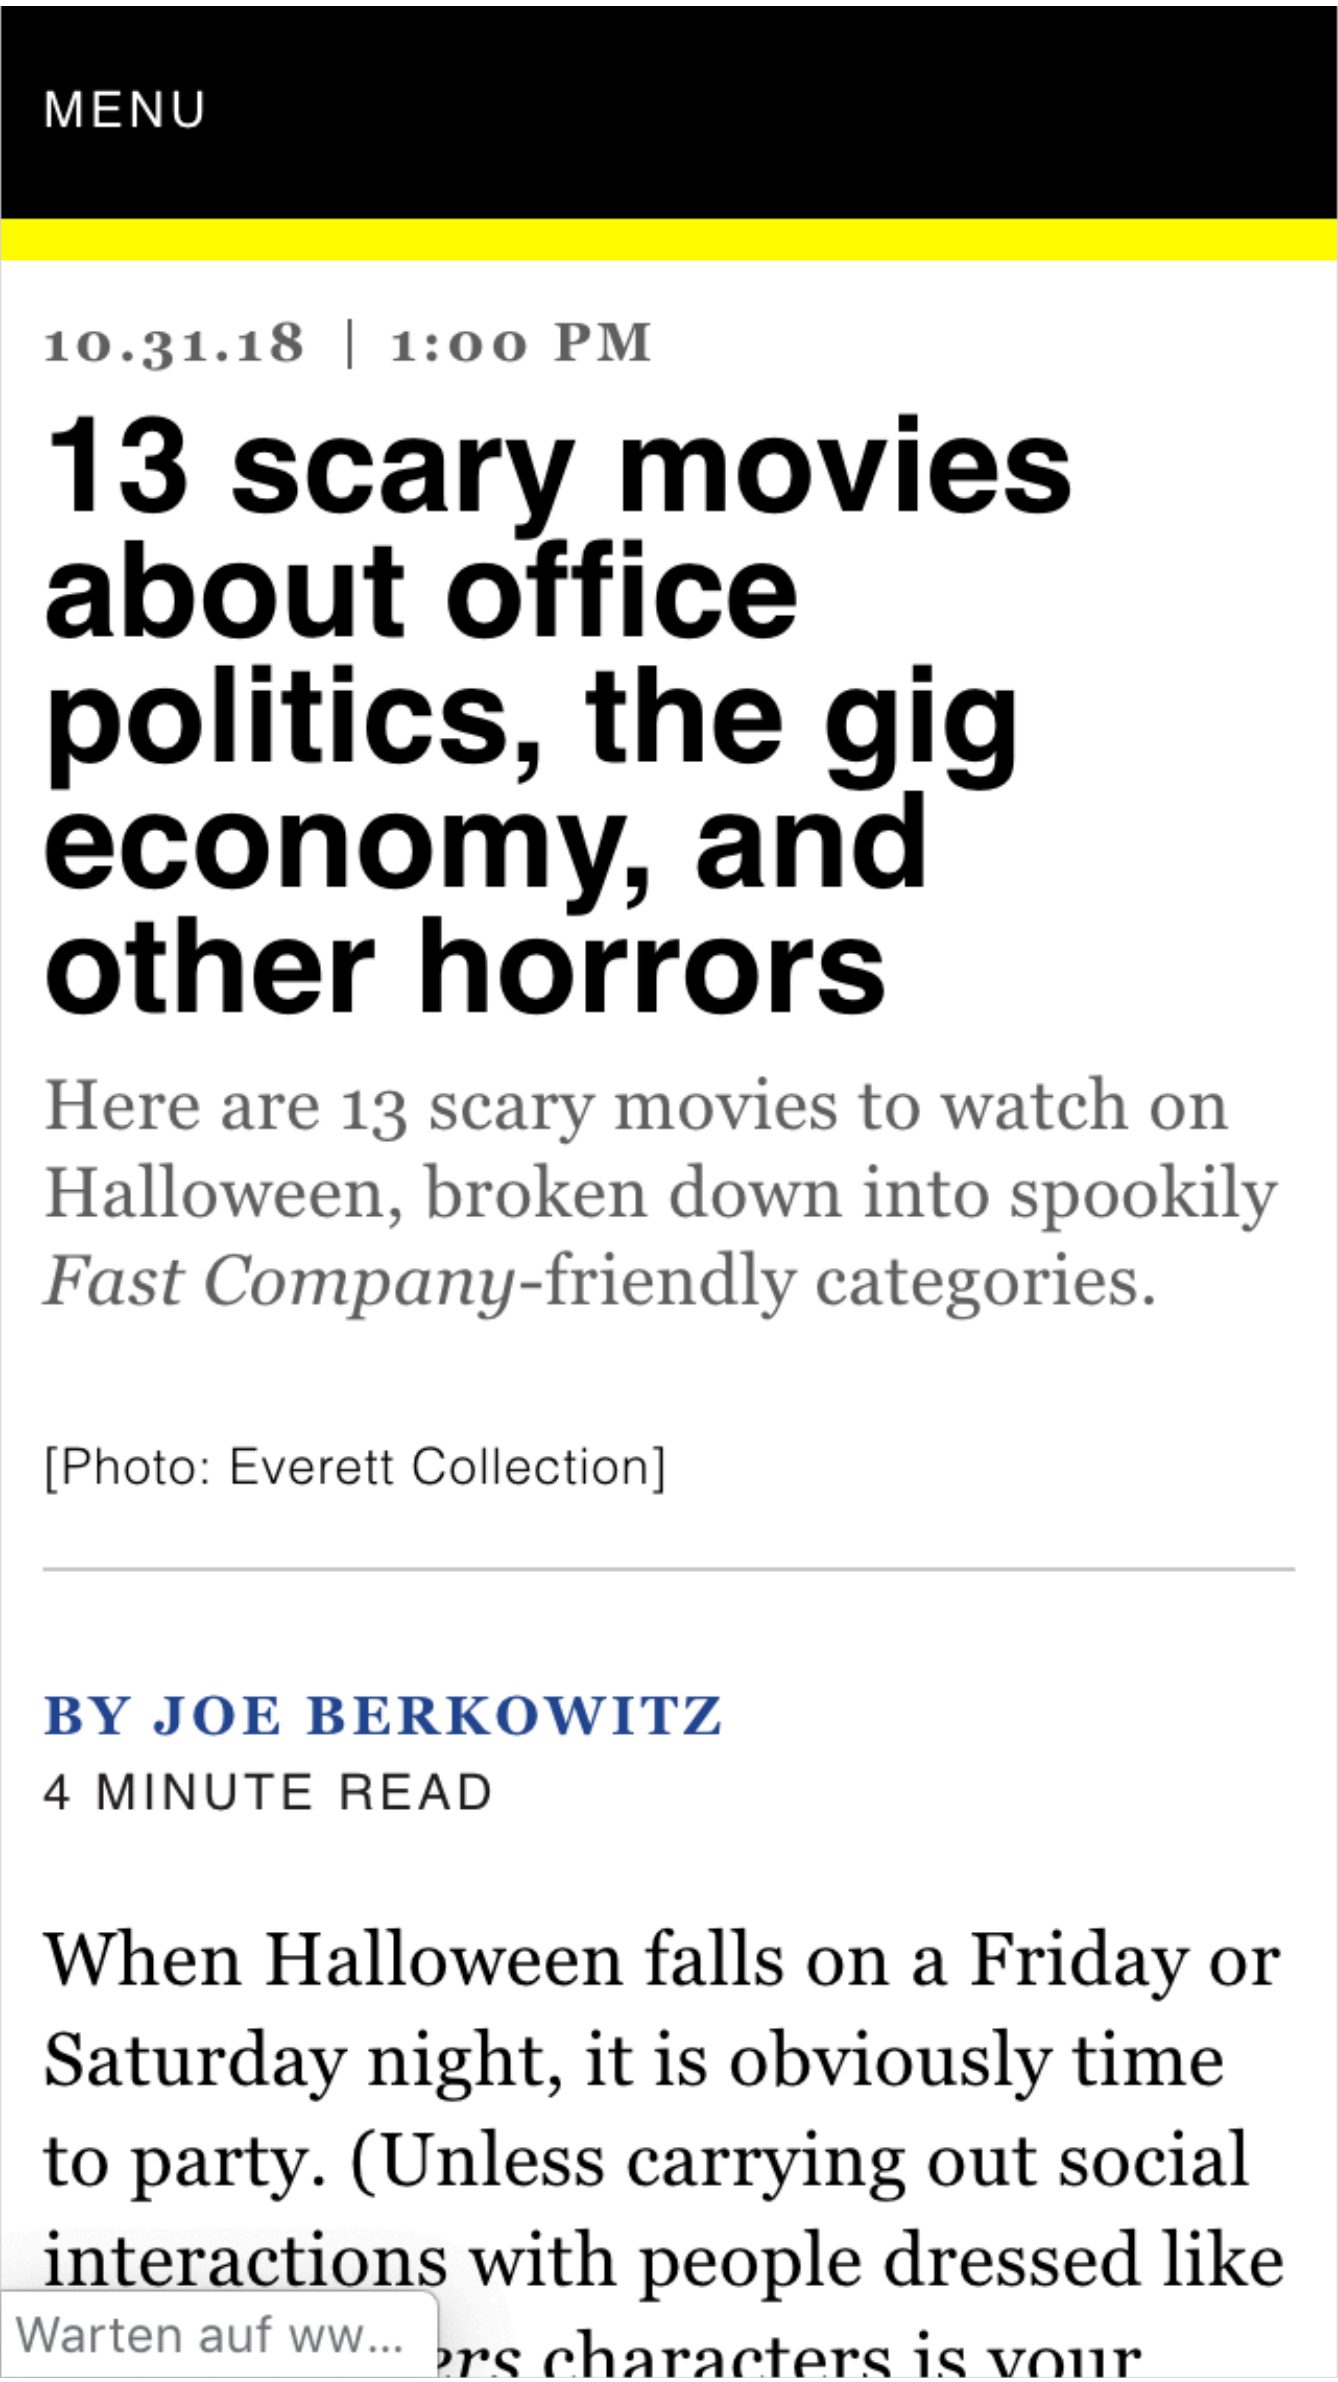 MENU
10.31.18 | 1:00 PM
13 scary movies
about office
politics, the gig
economy, and
other horrors
Here are 13 scary movies to watch on
Halloween, broken down into spookily
Fast Company-friendly categories.
[Photo: Everett Collection]
BY JOE BERKOWITZ
4 MINUTE READ
When Halloween falls on a Friday or
Saturday night, it is obviously time
to party. (Unless carrying out social
interactions with people dressed like
characters is your
Warten auf ww...